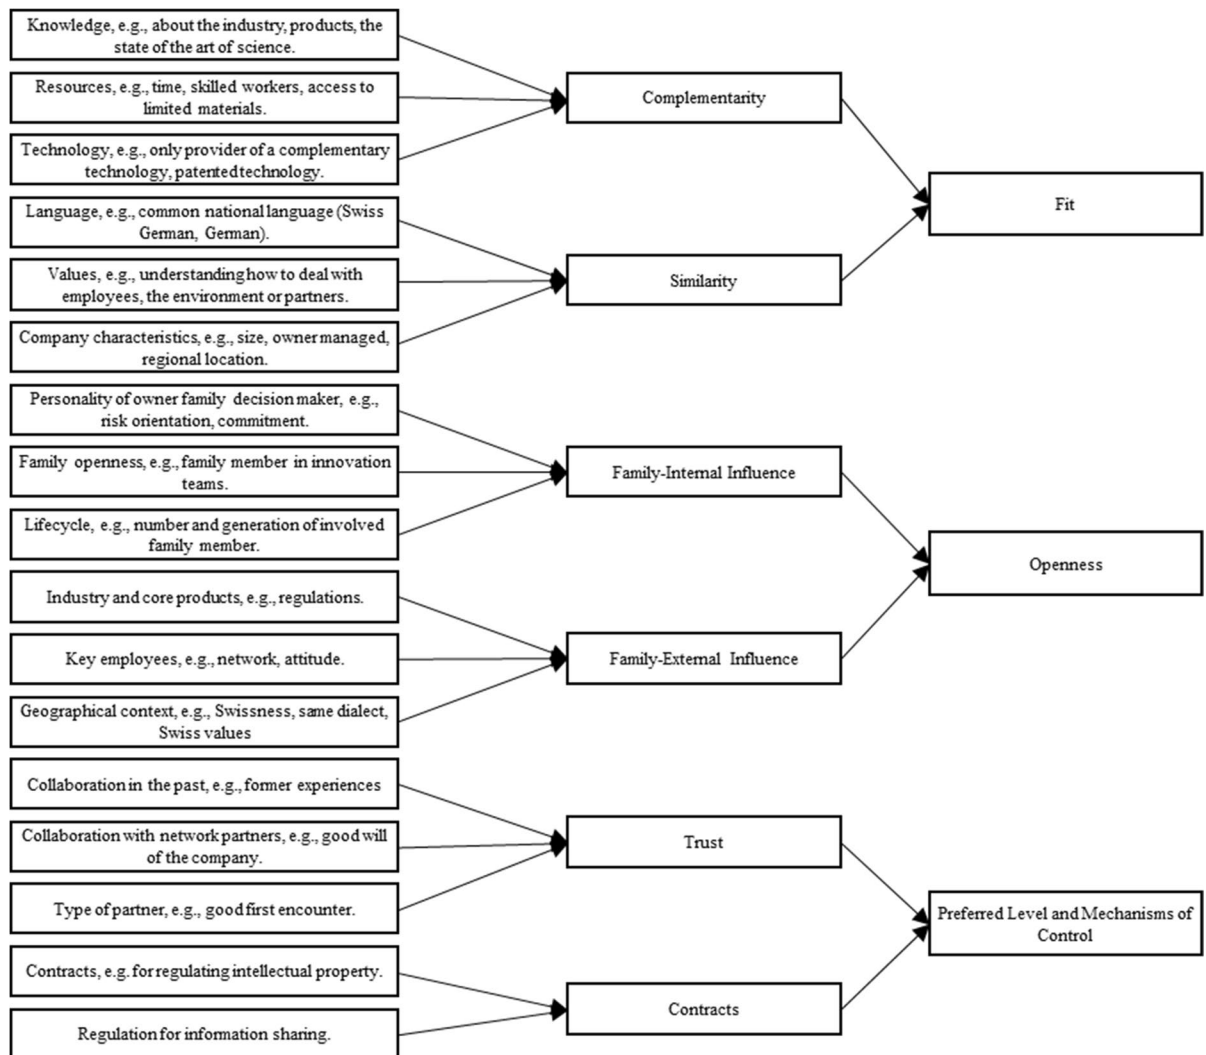 Knowledge, e.g., about the industry, products, the
state of the art of science.
Resources, e.g., time, skilled workers, access to
limited materials.
Technology, e.g., only provider of a complementary
technology, patented technology.
Language, e.g., common national language (Swiss
German, German).
Values, e.g., understanding how to deal with
employees, the environment or partners.
Company characteristics, e.g., size, owner managed,
regional location.
Personality of owner family decision maker, e.g.,
risk orientation, commitment.
Family openness, e.g., family member in innovation
teams.
Lifecycle, e.g., number and generation of involved
family member.
Industry and core products, e.g., regulations.
Key employees, e.g., network, attitude.
Geographical context, e.g., Swissness, same dialect,
Swiss values
Collaboration in the past, e.g., former experiences
Collaboration with network partners, e.g., good will
of the company.
Type of partner, e.g., good first encounter.
Contracts, e.g. for regulating intellectual property.
Regulation for information sharing.
Complementarity
Similarity
Family-Internal Influence
Family-External Influence
Trust
Contracts
Fit
Openness
Preferred Level and Mechanisms of
Control